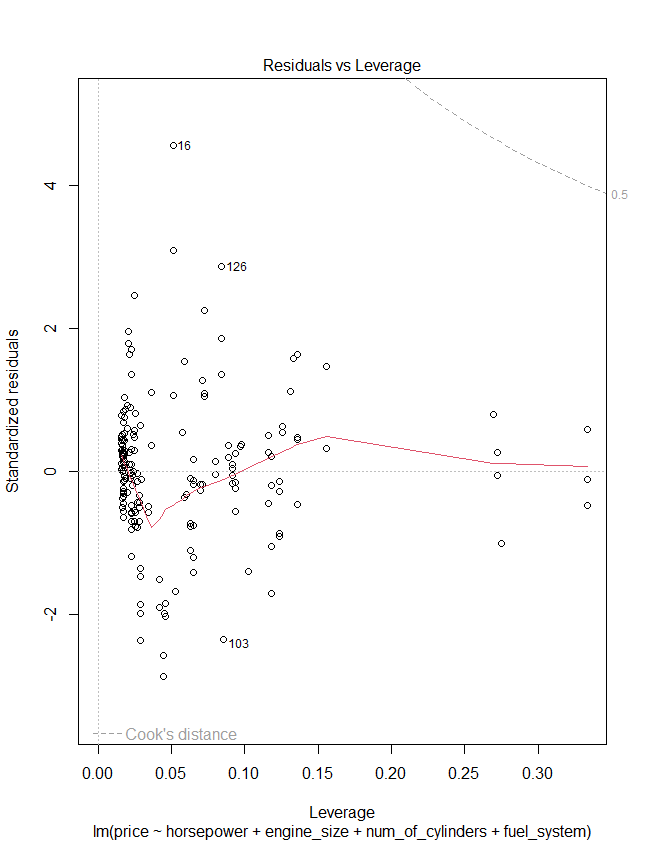 Residuals vs Leverage
16
126
103
0.5
Cook's distance
4
2
0
-2
Standardized residuals
0.00 0.05 0.10 0.15 0.20 0.25 0.30
Leverage
lm(price ~ horsepower + engine_size + num_of_cylinders + fuel_system)